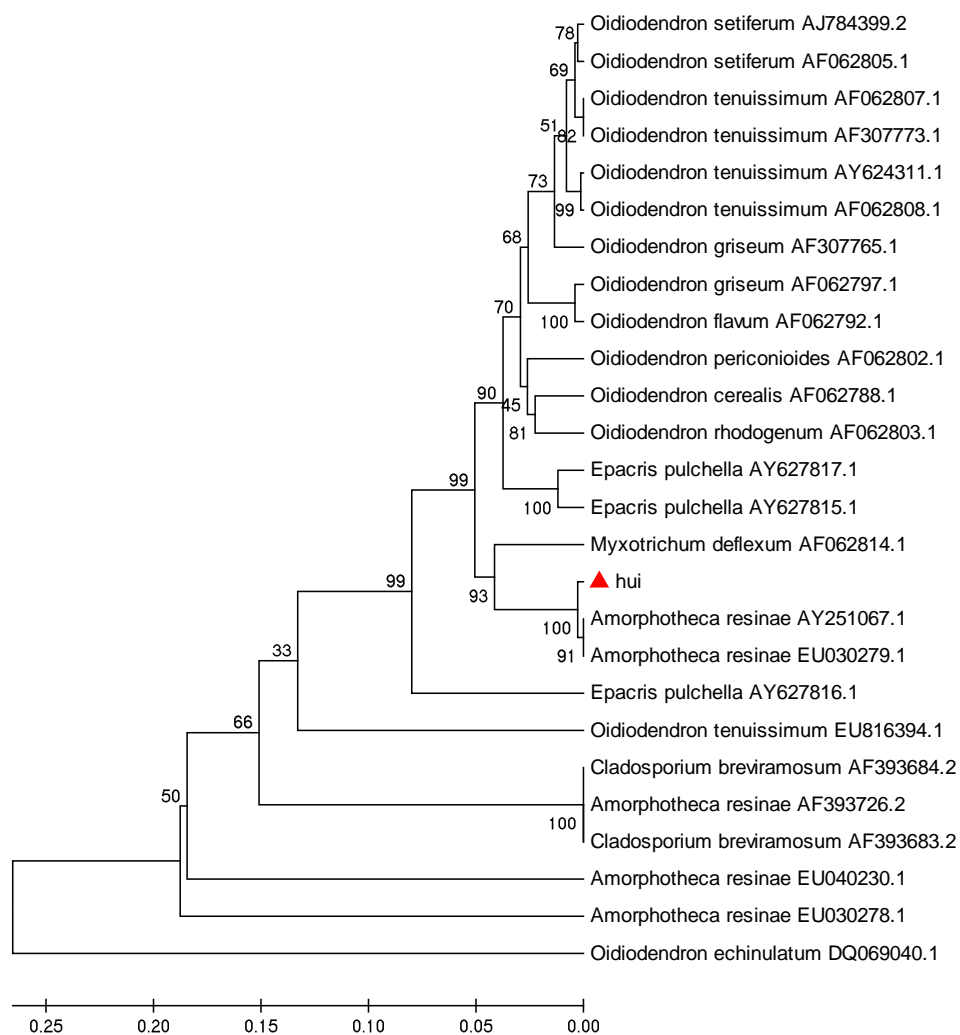 Oidiodendron setiferum AJ784399.2
78
Oidiodendron setiferum AF062805.1
69
Oidiodendron tenuissimum AF062807.1
51
82
Oidiodendron tenuissimum AF307773.1
Oidiodendron tenuissimum AY624311.1
73
99
Oidiodendron tenuissimum AF062808.1
68
Oidiodendron griseum AF307765.1
Oidiodendron griseum AF062797.1
70
100
Oidiodendron flavum AF062792.1
Oidiodendron periconioides AF062802.1
90
45
Oidiodendron cerealis AF062788.1
81
Oidiodendron rhodogenum AF062803.1
99
Epacris pulchella AY627817.1
100
Epacris pulchella AY627815.1
Myxotrichum deflexum AF062814.1
99
93
hui
100
Amorphotheca resinae AY251067.1
33
91
Amorphotheca resinae EU030279.1
Epacris pulchella AY627816.1
66
Oidiodendron tenuissimum EU816394.1
Cladosporium breviramosum AF393684.2
50
Amorphotheca resinae AF393726.2
100
Cladosporium breviramosum AF393683.2
Amorphotheca resinae EU040230.1
Amorphotheca resinae EU030278.1
Oidiodendron echinulatum DQ069040.1
0.25 0.20 0.15 0.10 0.05 0.00